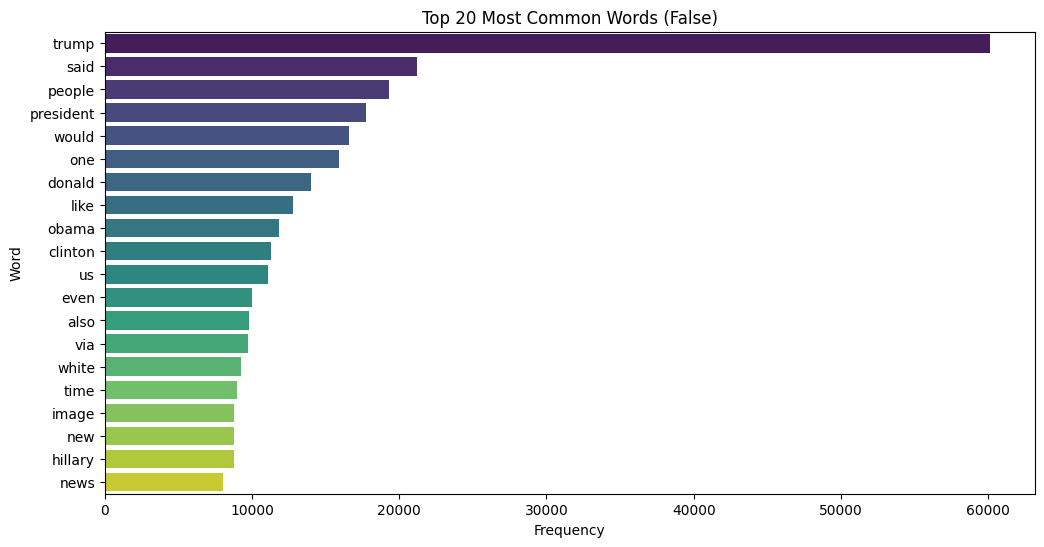 Top 20 Most Common Words (False)
trump
said
people
president
would
one
donald
like
obama
clinton
us
even
also
via
white
time
image
new
hillary
news
Word
0 10000 20000 30000 40000 50000 60000
Frequency